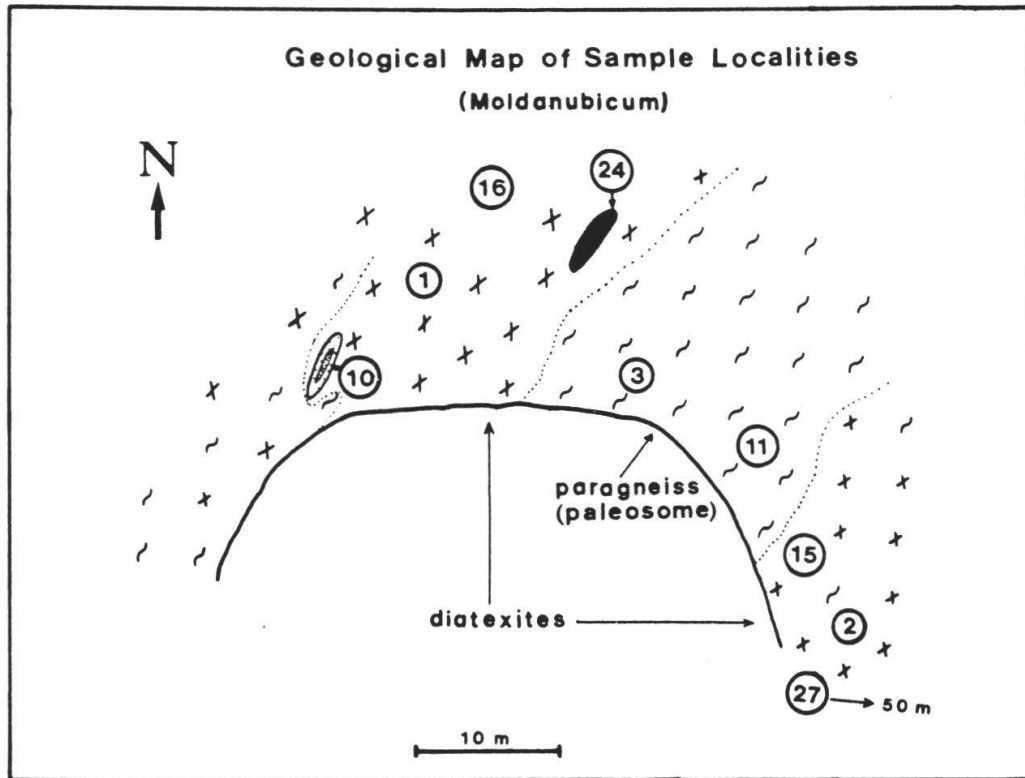 Geological Map of Sample Localities
(Moldanubicum)
N
24
16
1
10
3
11
paragneiss
(paleosome)
15
diatexites
2
27
50 m
10 m